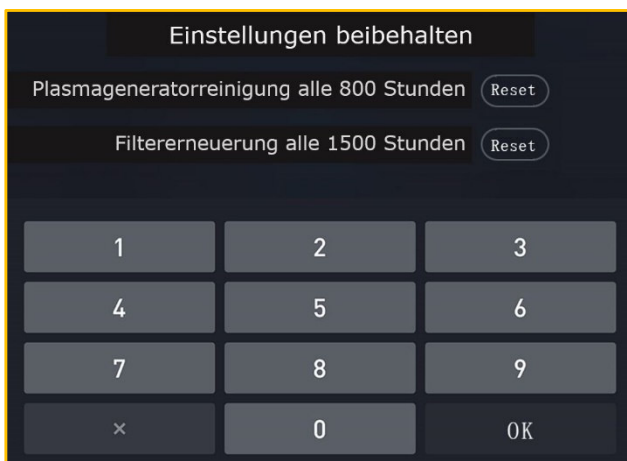 Einstellungen beibehalten
Plasmageneratorreinigung alle 800 Stunden Reset
Filtererneuerung alle 1500 Stunden Reset
1 2 3
4 5 6
7 8 9
× 0 OK